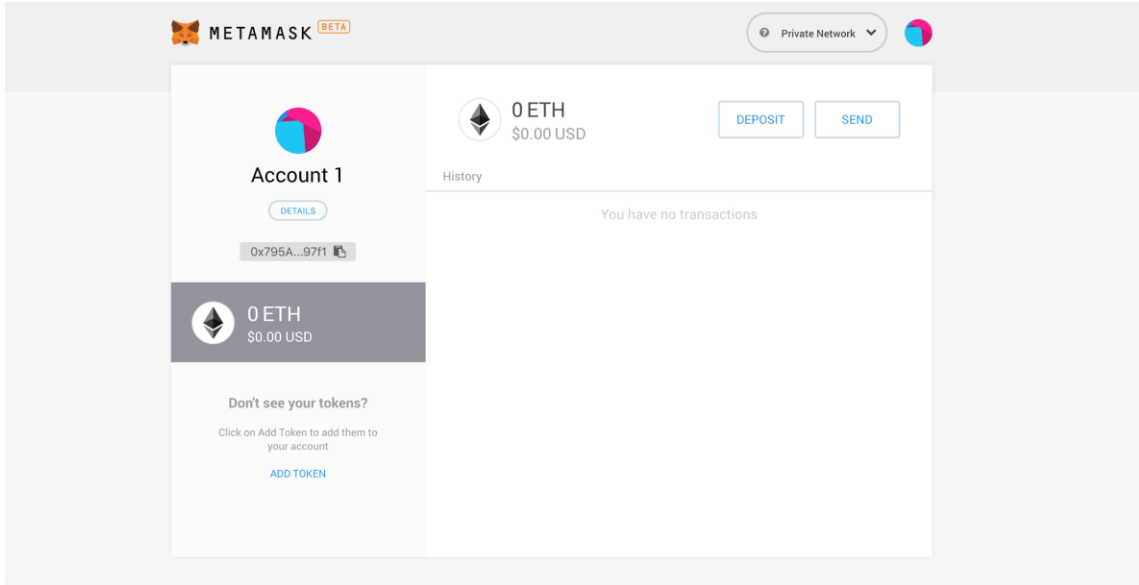 METAMASK BETA
Private Network
Account 1
DETAILS
0x795A...97f1
0 ETH
$0.00 USD
Don't see your tokens?
Click on Add Token to add them to
your account
ADD TOKEN
0 ETH
$0.00 USD
DEPOSIT
SEND
History
You have no transactions